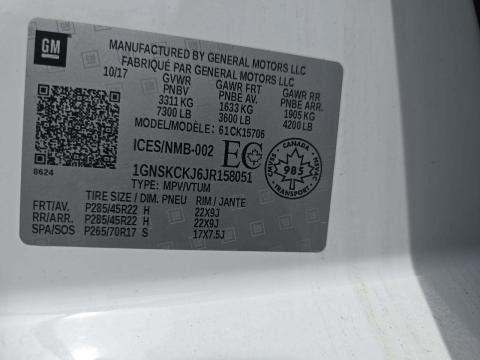 GM
MANUFACTURED BY GENERAL MOTORS LLC
FABRIQUÉ PAR GENERAL MOTORS LLC
10/17 GVWR GAWR FRT GAWR RR
PNBV PNBE AV. PNBE ARR.
3311 KG 1633 KG 1905 KG
7300 LB 3600 LB 4200 LB
MODEL/MODÈLE: 61CK15706
ICES/NMB-002 EC
CANADA
985
8624 1GNSKCKJ6JR158051
TYPE: MPV/VTUM
TIRE SIZE / DIM. PNEU RIM / JANTE
FRT/AV. P285/45R22 H 22X9J
RR/ARR. P285/45R22 H 22X9J
SPA/SOS P265/70R17 S 17X7.5J